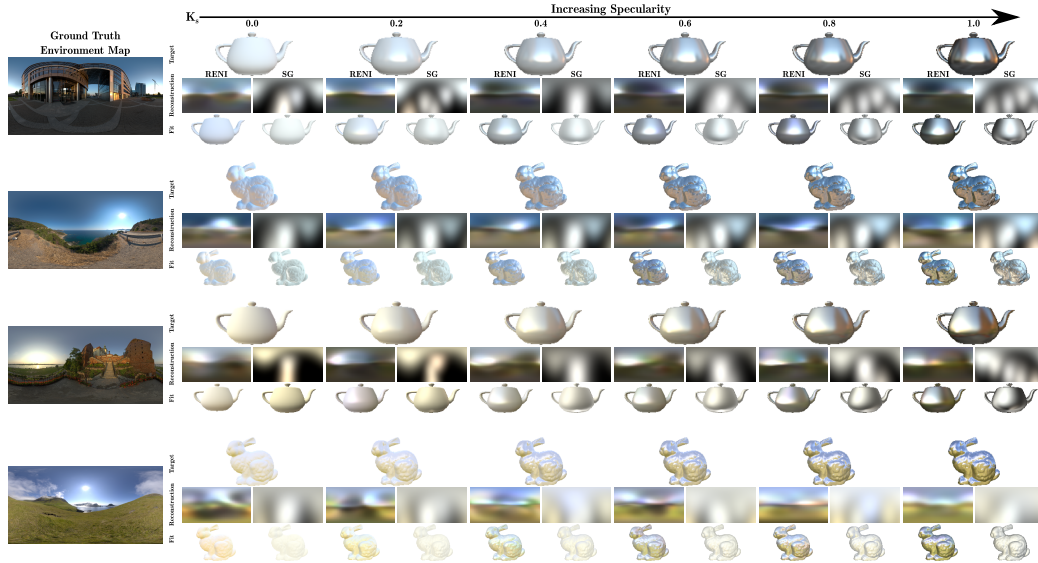 Increasing Specularity
K_s
0.0 0.2 0.4 0.6 0.8 1.0
Ground Truth
Environment Map
Target
RENI SG RENI SG RENI SG RENI SG RENI SG RENI SG
Reconstruction
Fit
Target
Reconstruction
Fit
Target
Reconstruction
Fit
Target
Reconstruction
Fit